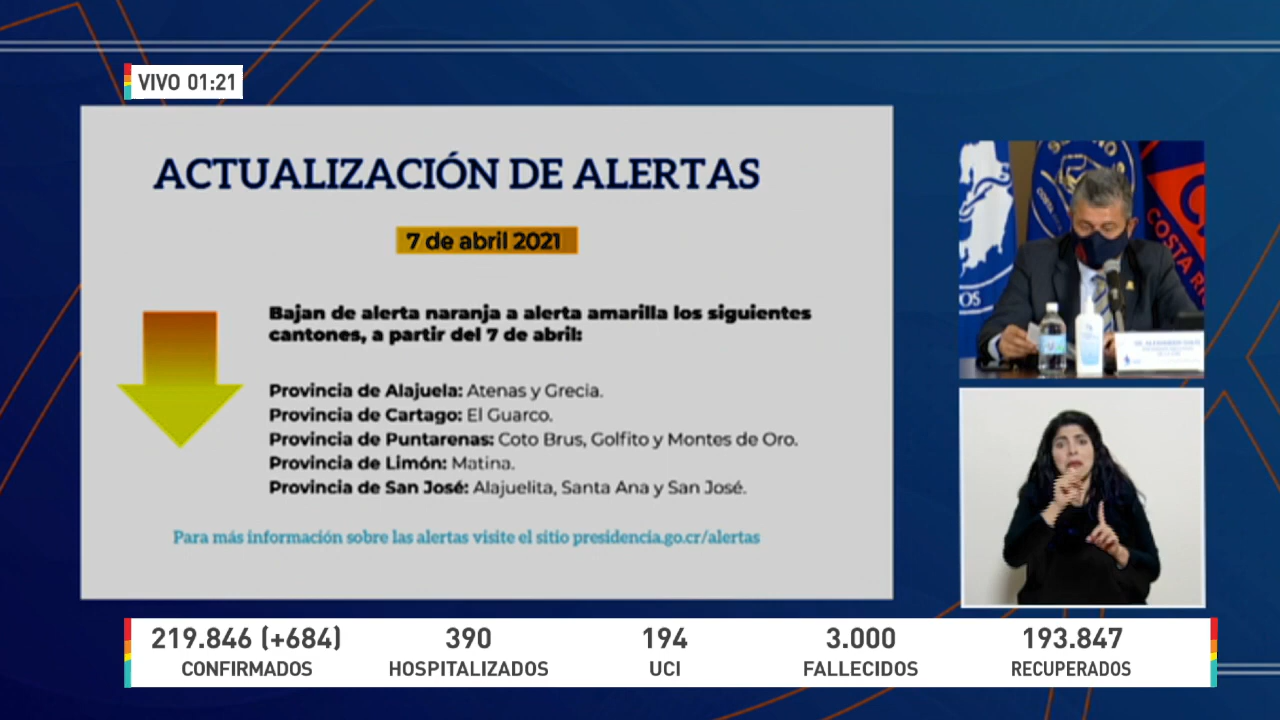 VIVO 01:21
ACTUALIZACIÓN DE ALERTAS
7 de abril 2021
Bajan de alerta naranja a alerta amarilla los siguientes
cantones, a partir del 7 de abril:
Provincia de Alajuela: Atenas y Grecia.
Provincia de Cartago: El Guarco.
Provincia de Puntarenas: Coto Brus, Golfito y Montes de Oro.
Provincia de Limón: Matina.
Provincia de San José: Alajuelita, Santa Ana y San José.
Para más información sobre las alertas visite el sitio presidencia.go.cr/alertas
COSTA
219.846 (+684)
CONFIRMADOS
390
HOSPITALIZADOS
194
UCI
3.000
FALLECIDOS
193.847
RECUPERADOS